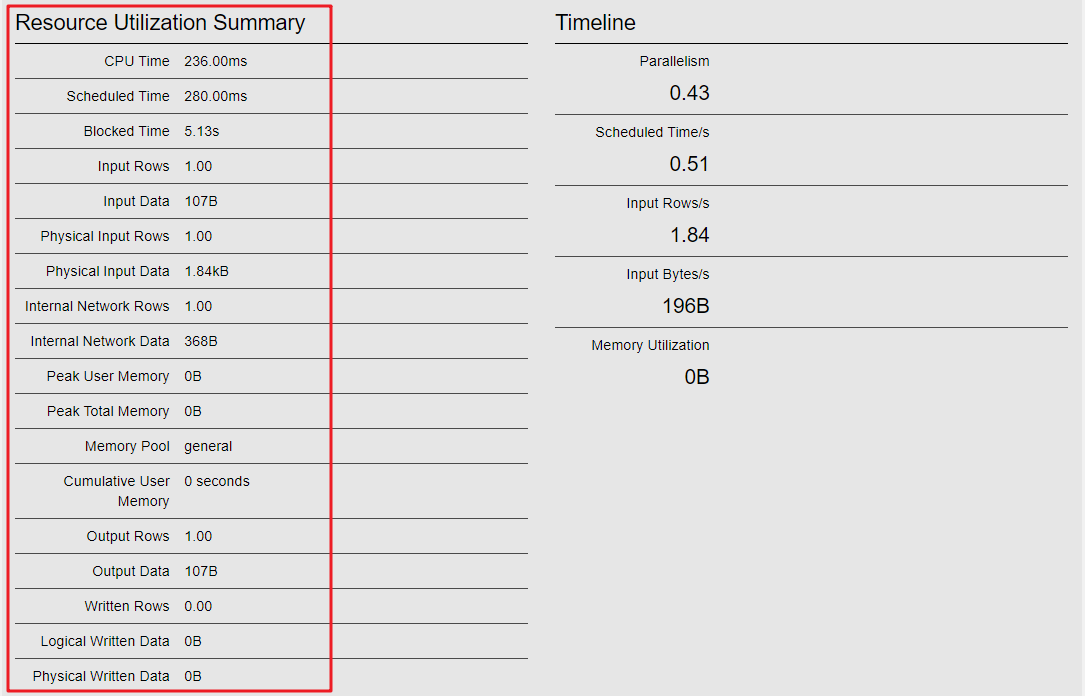 Resource Utilization Summary
CPU Time 236.00ms
Scheduled Time 280.00ms
Blocked Time 5.13s
Input Rows 1.00
Input Data 107B
Physical Input Rows 1.00
Physical Input Data 1.84kB
Internal Network Rows 1.00
Internal Network Data 368B
Peak User Memory 0B
Peak Total Memory 0B
Memory Pool general
Cumulative User 0 seconds
Memory
Output Rows 1.00
Output Data 107B
Written Rows 0.00
Logical Written Data 0B
Physical Written Data 0B
Timeline
Parallelism
0.43
Scheduled Time/s
0.51
Input Rows/s
1.84
Input Bytes/s
196B
Memory Utilization
0B